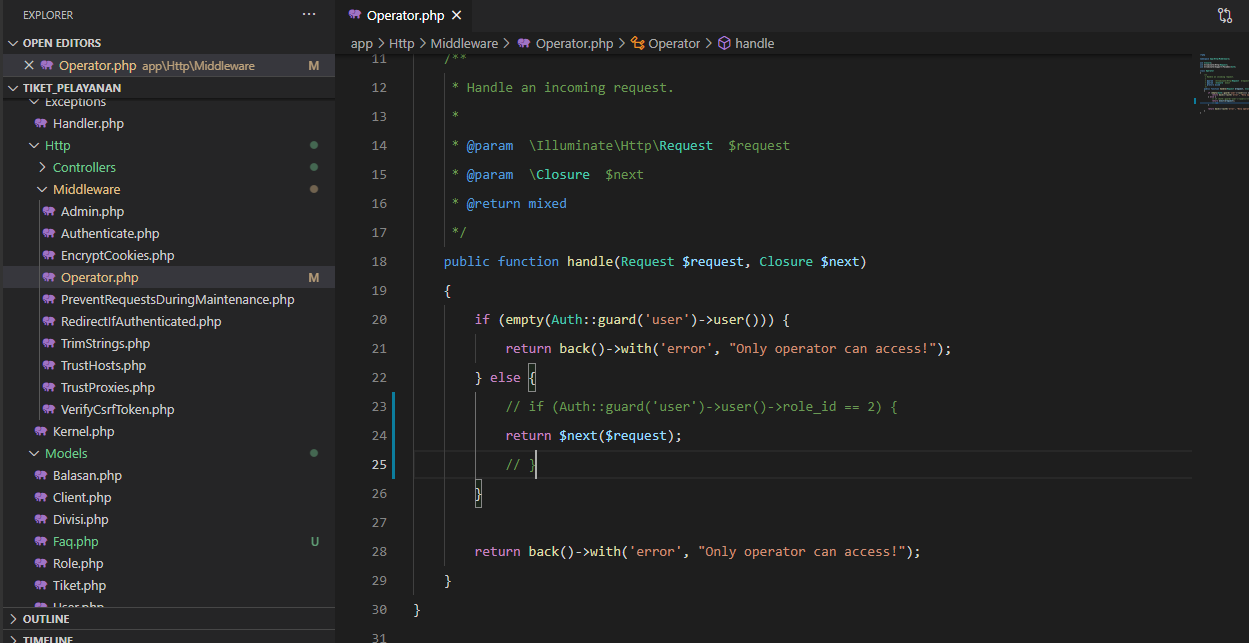 EXPLORER
OPEN EDITORS
Operator.php app\Http\Middleware M
TIKET_PELAYANAN
Exceptions
Handler.php
Http
Controllers
Middleware
Admin.php
Authenticate.php
EncryptCookies.php
Operator.php M
PreventRequestsDuringMaintenance.php
RedirectIfAuthenticated.php
TrimStrings.php
TrustHosts.php
TrustProxies.php
VerifyCsrfToken.php
Kernel.php
Models
Balasan.php
Client.php
Divisi.php
Faq.php U
Role.php
Tiket.php
User.php
OUTLINE
TIMELINE
Operator.php
app > Http > Middleware > Operator.php > Operator > handle
11 /**
12 * Handle an incoming request.
13 *
14 * @param  \Illuminate\Http\Request  $request
15 * @param  \Closure  $next
16 * @return mixed
17 */
18 public function handle(Request $request, Closure $next)
19 {
20 if (empty(Auth::guard('user')->user())) {
21 return back()->with('error', "Only operator can access!");
22 } else {
23 // if (Auth::guard('user')->user()->role_id == 2) {
24 return $next($request);
25 // }
26 }
27
28 return back()->with('error', "Only operator can access!");
29 }
30 }
31